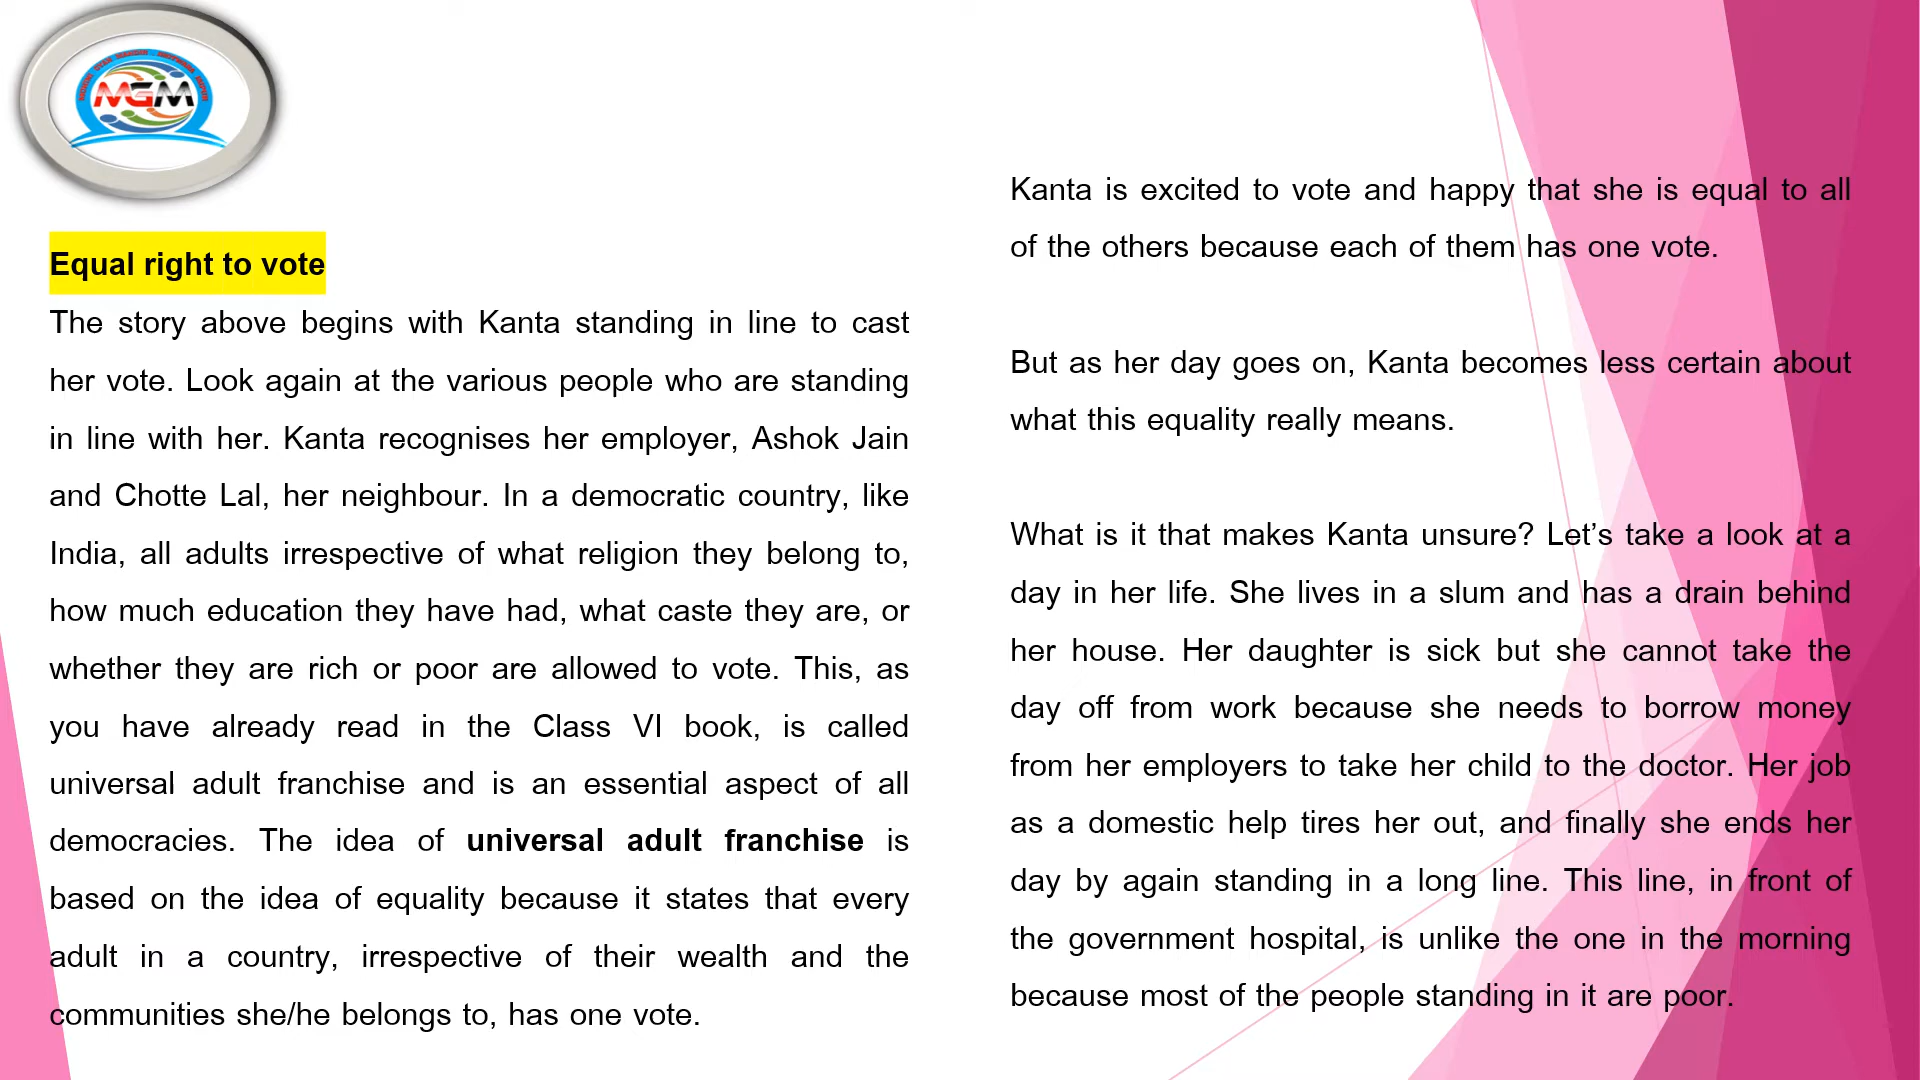 MGM
Equal right to vote
The story above begins with Kanta standing in line to cast
her vote. Look again at the various people who are standing
in line with her. Kanta recognises her employer, Ashok Jain
and Chotte Lal, her neighbour. In a democratic country, like
India, all adults irrespective of what religion they belong to,
how much education they have had, what caste they are, or
whether they are rich or poor are allowed to vote. This, as
you have already read in the Class VI book, is called
universal adult franchise and is an essential aspect of all
democracies. The idea of universal adult franchise is
based on the idea of equality because it states that every
adult in a country, irrespective of their wealth and the
communities she/he belongs to, has one vote.
Kanta is excited to vote and happy that she is equal to all
of the others because each of them has one vote.
But as her day goes on, Kanta becomes less certain about
what this equality really means.
What is it that makes Kanta unsure? Let’s take a look at a
day in her life. She lives in a slum and has a drain behind
her house. Her daughter is sick but she cannot take the
day off from work because she needs to borrow money
from her employers to take her child to the doctor. Her job
as a domestic help tires her out, and finally she ends her
day by again standing in a long line. This line, in front of
the government hospital, is unlike the one in the morning
because most of the people standing in it are poor.